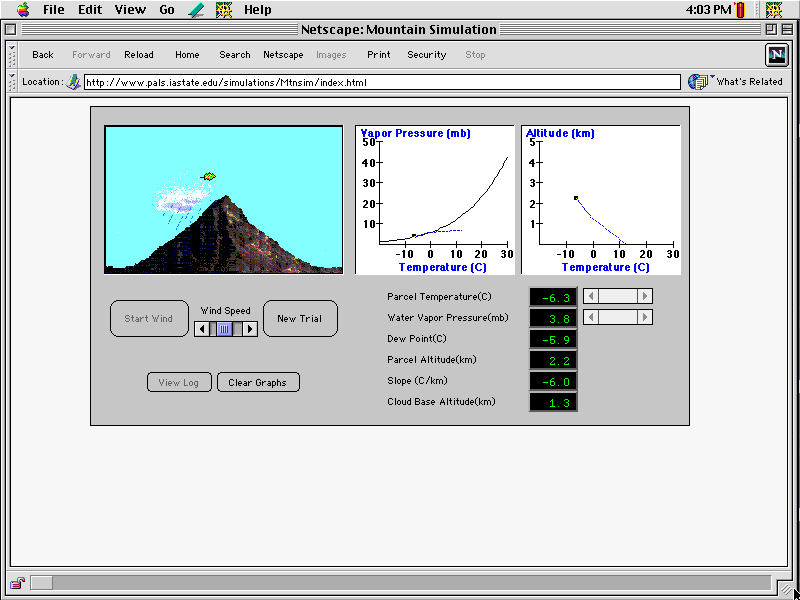 File Edit View Go Help 4:03 PM
Netscape: Mountain Simulation
Back Forward Reload Home Search Netscape Images Print Security Stop N
Location: http://www.pals.iastate.edu/simulations/Mtnsim/index.html What's Related
Vapor Pressure (mb)
50
40
30
20
10
-10 0 10 20 30
Temperature (C)
Altitude (km)
5
4
3
2
1
-10 0 10 20 30
Temperature (C)
Start Wind
Wind Speed
New Trial
View Log
Clear Graphs
Parcel Temperature(C) -6.3
Water Vapor Pressure(mb) 3.8
Dew Point(C) -5.9
Parcel Altitude(km) 2.2
Slope (C/km) -6.0
Cloud Base Altitude(km) 1.3